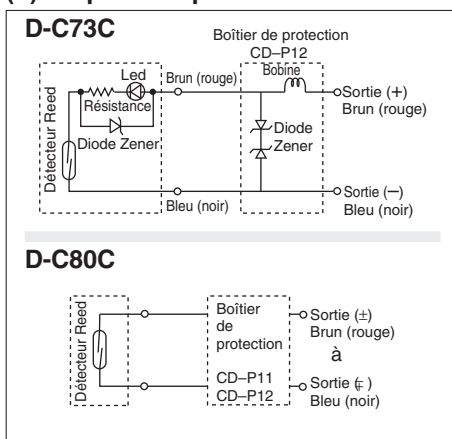 D-C73C
Boîtier de protection
CD–P12
Led
Brun (rouge)
Bobine
Sortie (+)
Brun (rouge)
Résistance
Diode Zener
Diode
Zener
Détecteur Reed
Bleu (noir)
Sortie (–)
Bleu (noir)
D-C80C
Détecteur Reed
Boîtier
de
protection
CD–P11
CD–P12
Sortie (±)
Brun (rouge)
à
Sortie (∓)
Bleu (noir)